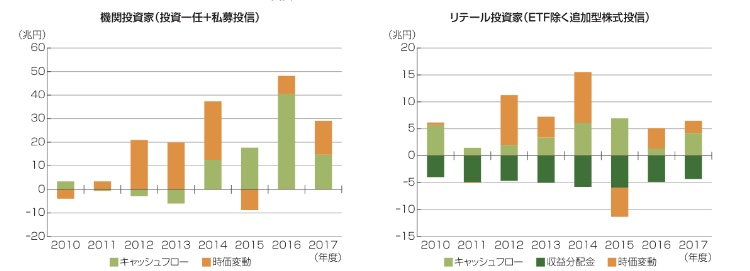 機関投資家（投資一任＋私募投信）
（兆円）
60
50
40
30
20
10
0
−10
−20
2010 2011 2012 2013 2014 2015 2016 2017
（年度）
キャッシュフロー 時価変動
リテール投資家（ETF除く追加型株式投信）
（兆円）
20
15
10
5
0
−5
−10
−15
2010 2011 2012 2013 2014 2015 2016 2017
（年度）
キャッシュフロー 収益分配金 時価変動